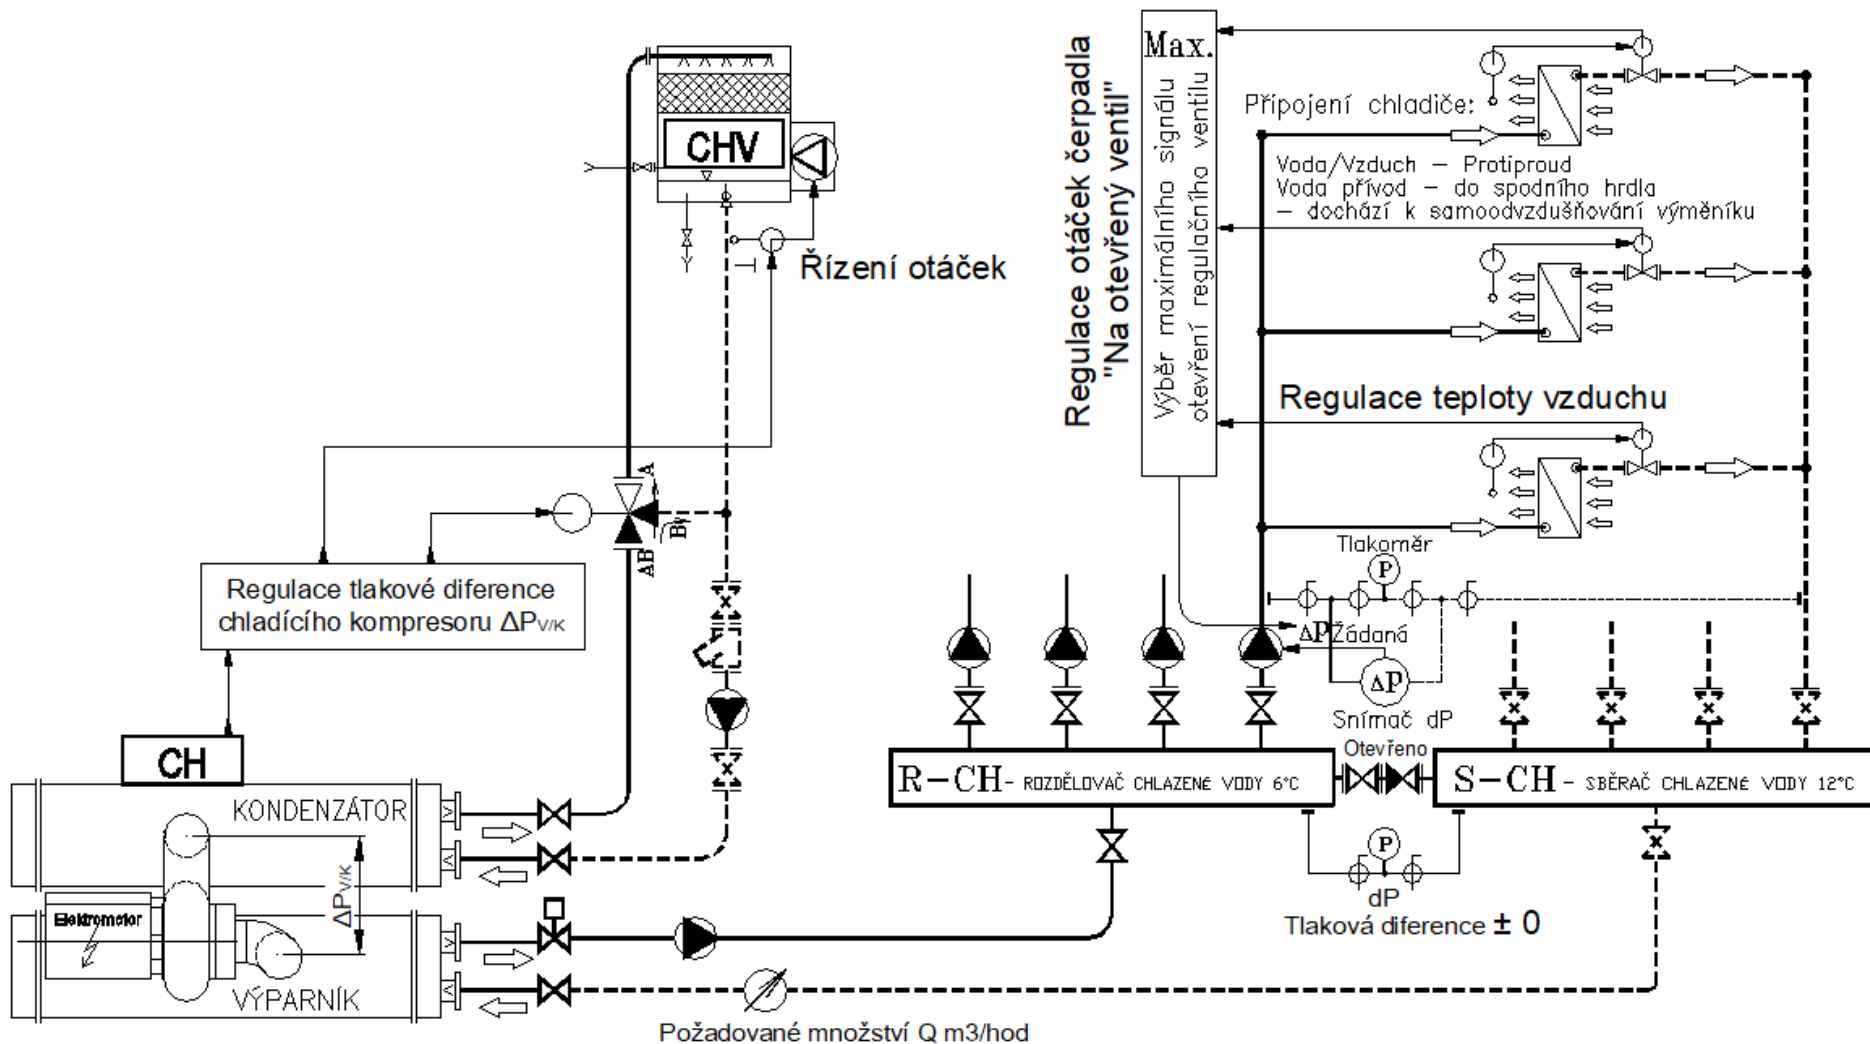 CHV
Řízení otáček
Regulace otáček čerpadla
"Na otevřený ventil"
Max.
Výběr maximálního signálu
otevření regulačního ventilu
Připojení chladiče:
Voda/Vzduch – Protiproud
Voda přívod – do spodního hrdla
– dochází k samoodvzdušňování výměníku
Regulace teploty vzduchu
A
B
AB
Regulace tlakové diference
chladícího kompresoru ΔPV/K
CH
KONDENZÁTOR
ΔPV/K
Elektromotor
VÝPARNÍK
Tlakoměr
P
ΔP Žádaná
ΔP
Snímač dP
Otevřeno
R-CH - ROZDĚLOVAČ CHLAZENÉ VODY 6°C
S-CH - SBĚRAČ CHLAZENÉ VODY 12°C
P
dP
Tlaková diference ± 0
Požadované množství Q m3/hod